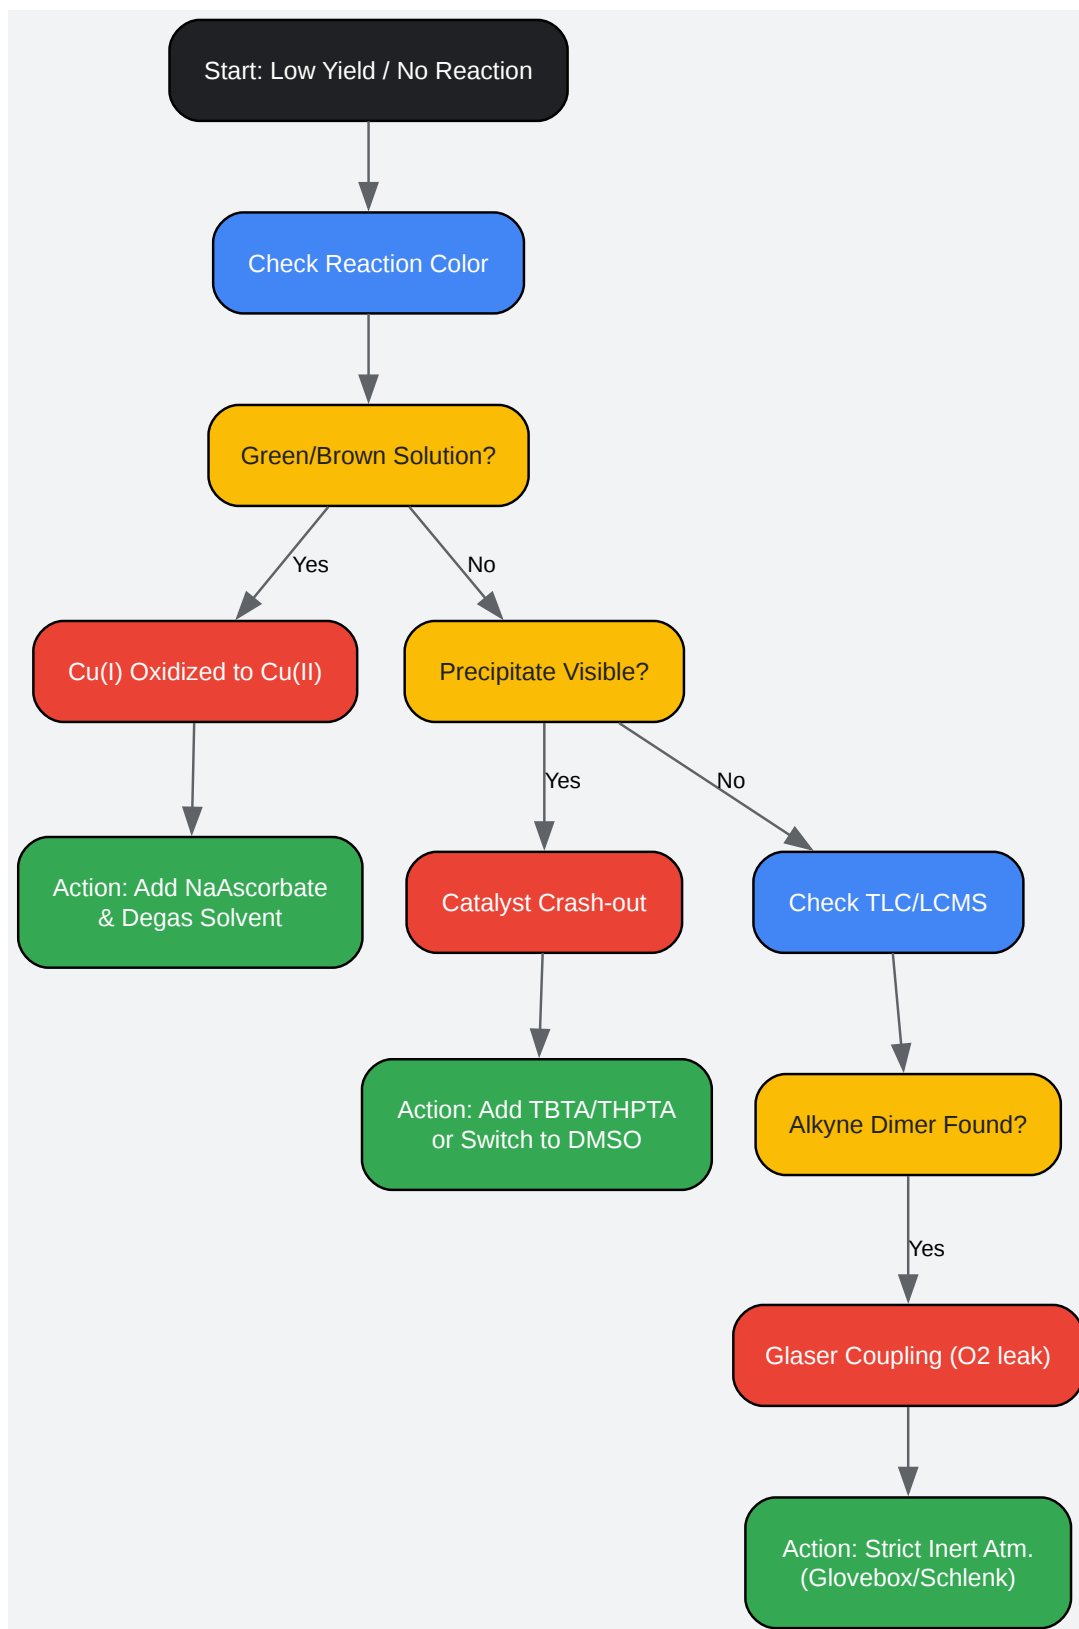 Start: Low Yield / No Reaction
Check Reaction Color
Green/Brown Solution?
Yes
No
Cu(I) Oxidized to Cu(II)
Precipitate Visible?
Yes
No
Action: Add NaAscorbate
& Degas Solvent
Catalyst Crash-out
Check TLC/LCMS
Action: Add TBTA/THPTA
or Switch to DMSO
Alkyne Dimer Found?
Yes
Glaser Coupling (O2 leak)
Action: Strict Inert Atm.
(Glovebox/Schlenk)